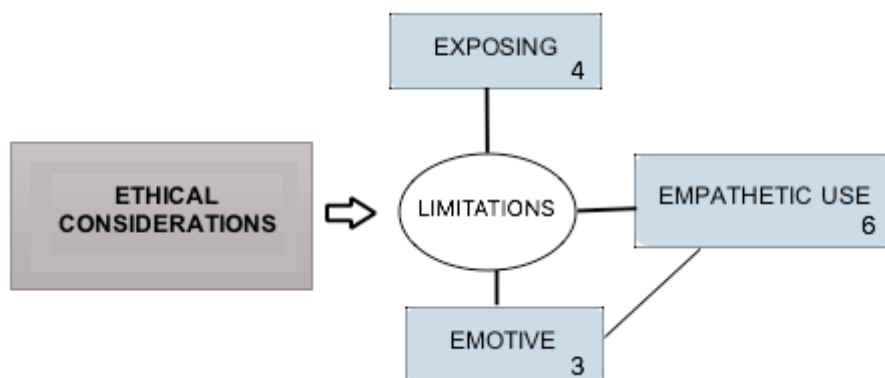 EXPOSING
4
ETHICAL
CONSIDERATIONS
LIMITATIONS
EMPATHETIC USE
6
EMOTIVE
3